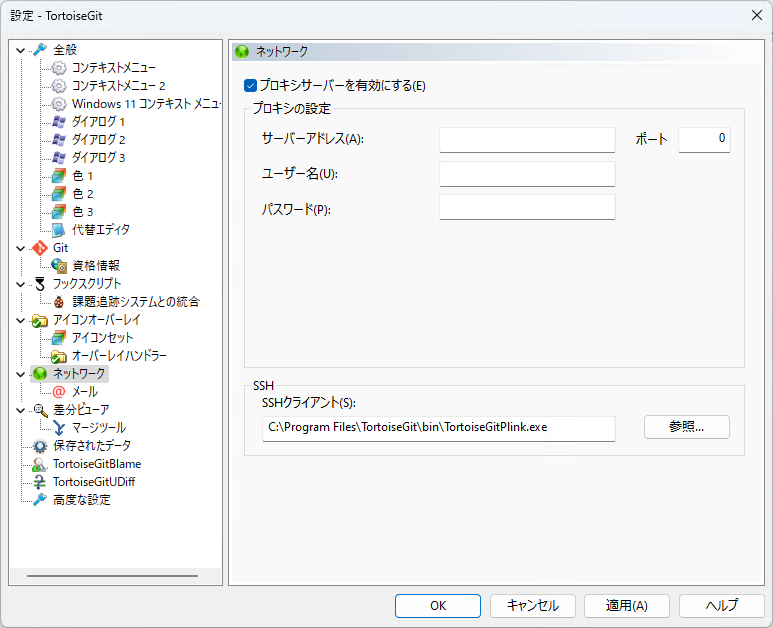 設定 - TortoiseGit
全般
コンテキストメニュー
コンテキストメニュー 2
Windows 11 コンテキスト メニュー
ダイアログ 1
ダイアログ 2
ダイアログ 3
色 1
色 2
色 3
代替エディタ
Git
資格情報
フックスクリプト
課題追跡システムとの統合
アイコンオーバーレイ
アイコンセット
オーバーレイハンドラー
ネットワーク
メール
差分ビューア
マージツール
保存されたデータ
TortoiseGitBlame
TortoiseGitUDiff
高度な設定
ネットワーク
プロキシサーバーを有効にする(E)
プロキシの設定
サーバーアドレス(A): ポート 0
ユーザー名(U):
パスワード(P):
SSH
SSHクライアント(S):
C:\Program Files\TortoiseGit\bin\TortoiseGitPlink.exe 参照...
OK キャンセル 適用(A) ヘルプ